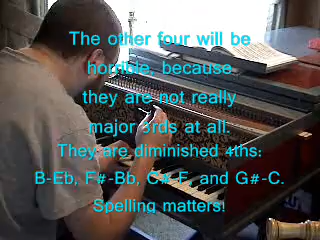 The other four will be
horrible, because
they are not really
major 3rds at all.
They are diminished 4ths:
B-Eb, F#-Bb, C#-F, and G#-C.
Spelling matters!